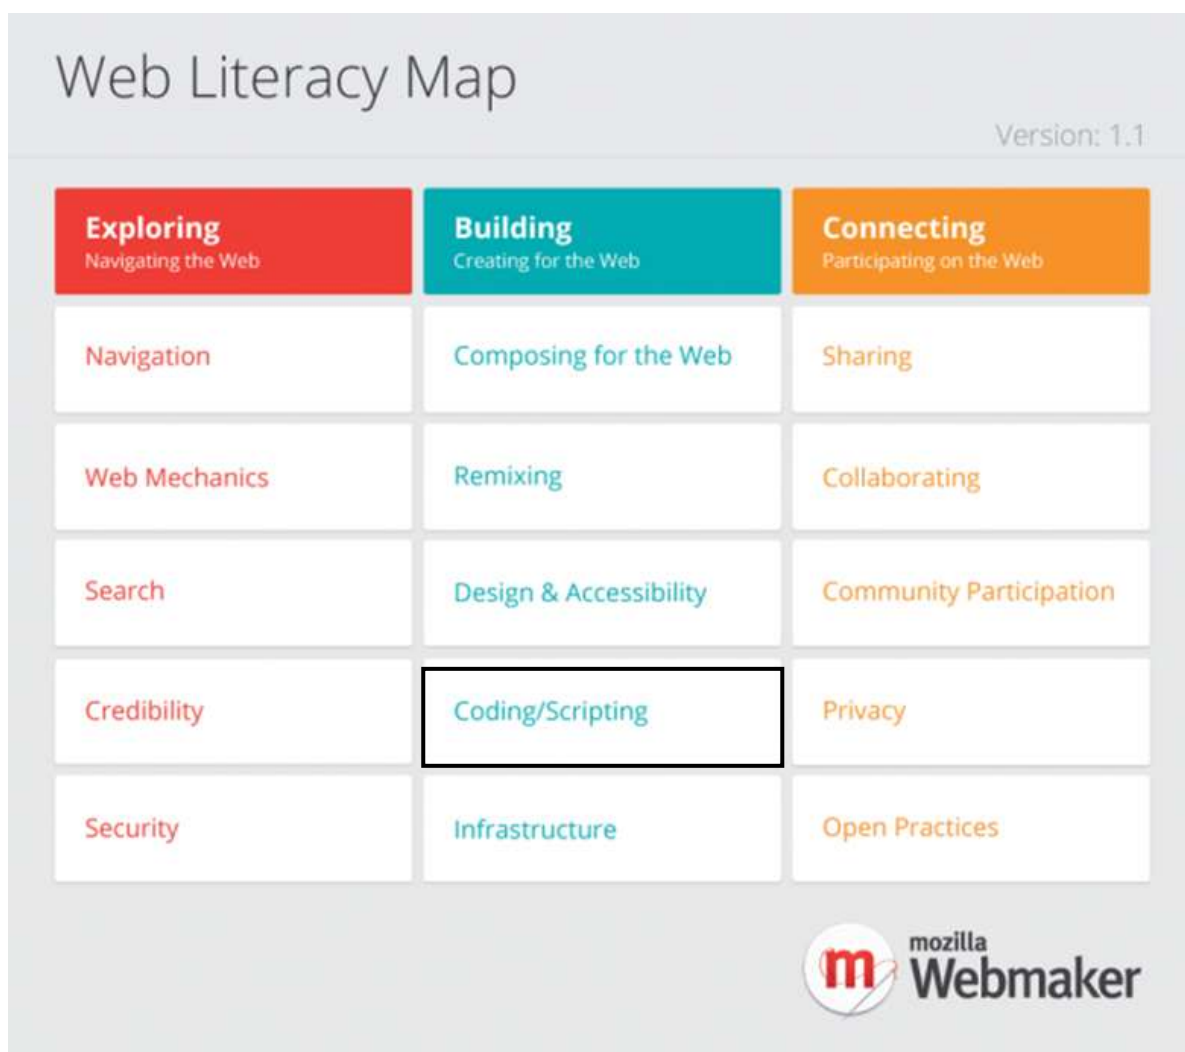 Web Literacy Map
Version: 1.1
Exploring
Navigating the Web
Navigation
Web Mechanics
Search
Credibility
Security
Building
Creating for the Web
Composing for the Web
Remixing
Design & Accessibility
Coding/Scripting
Infrastructure
Connecting
Participating on the Web
Sharing
Collaborating
Community Participation
Privacy
Open Practices
m
mozilla
Webmaker